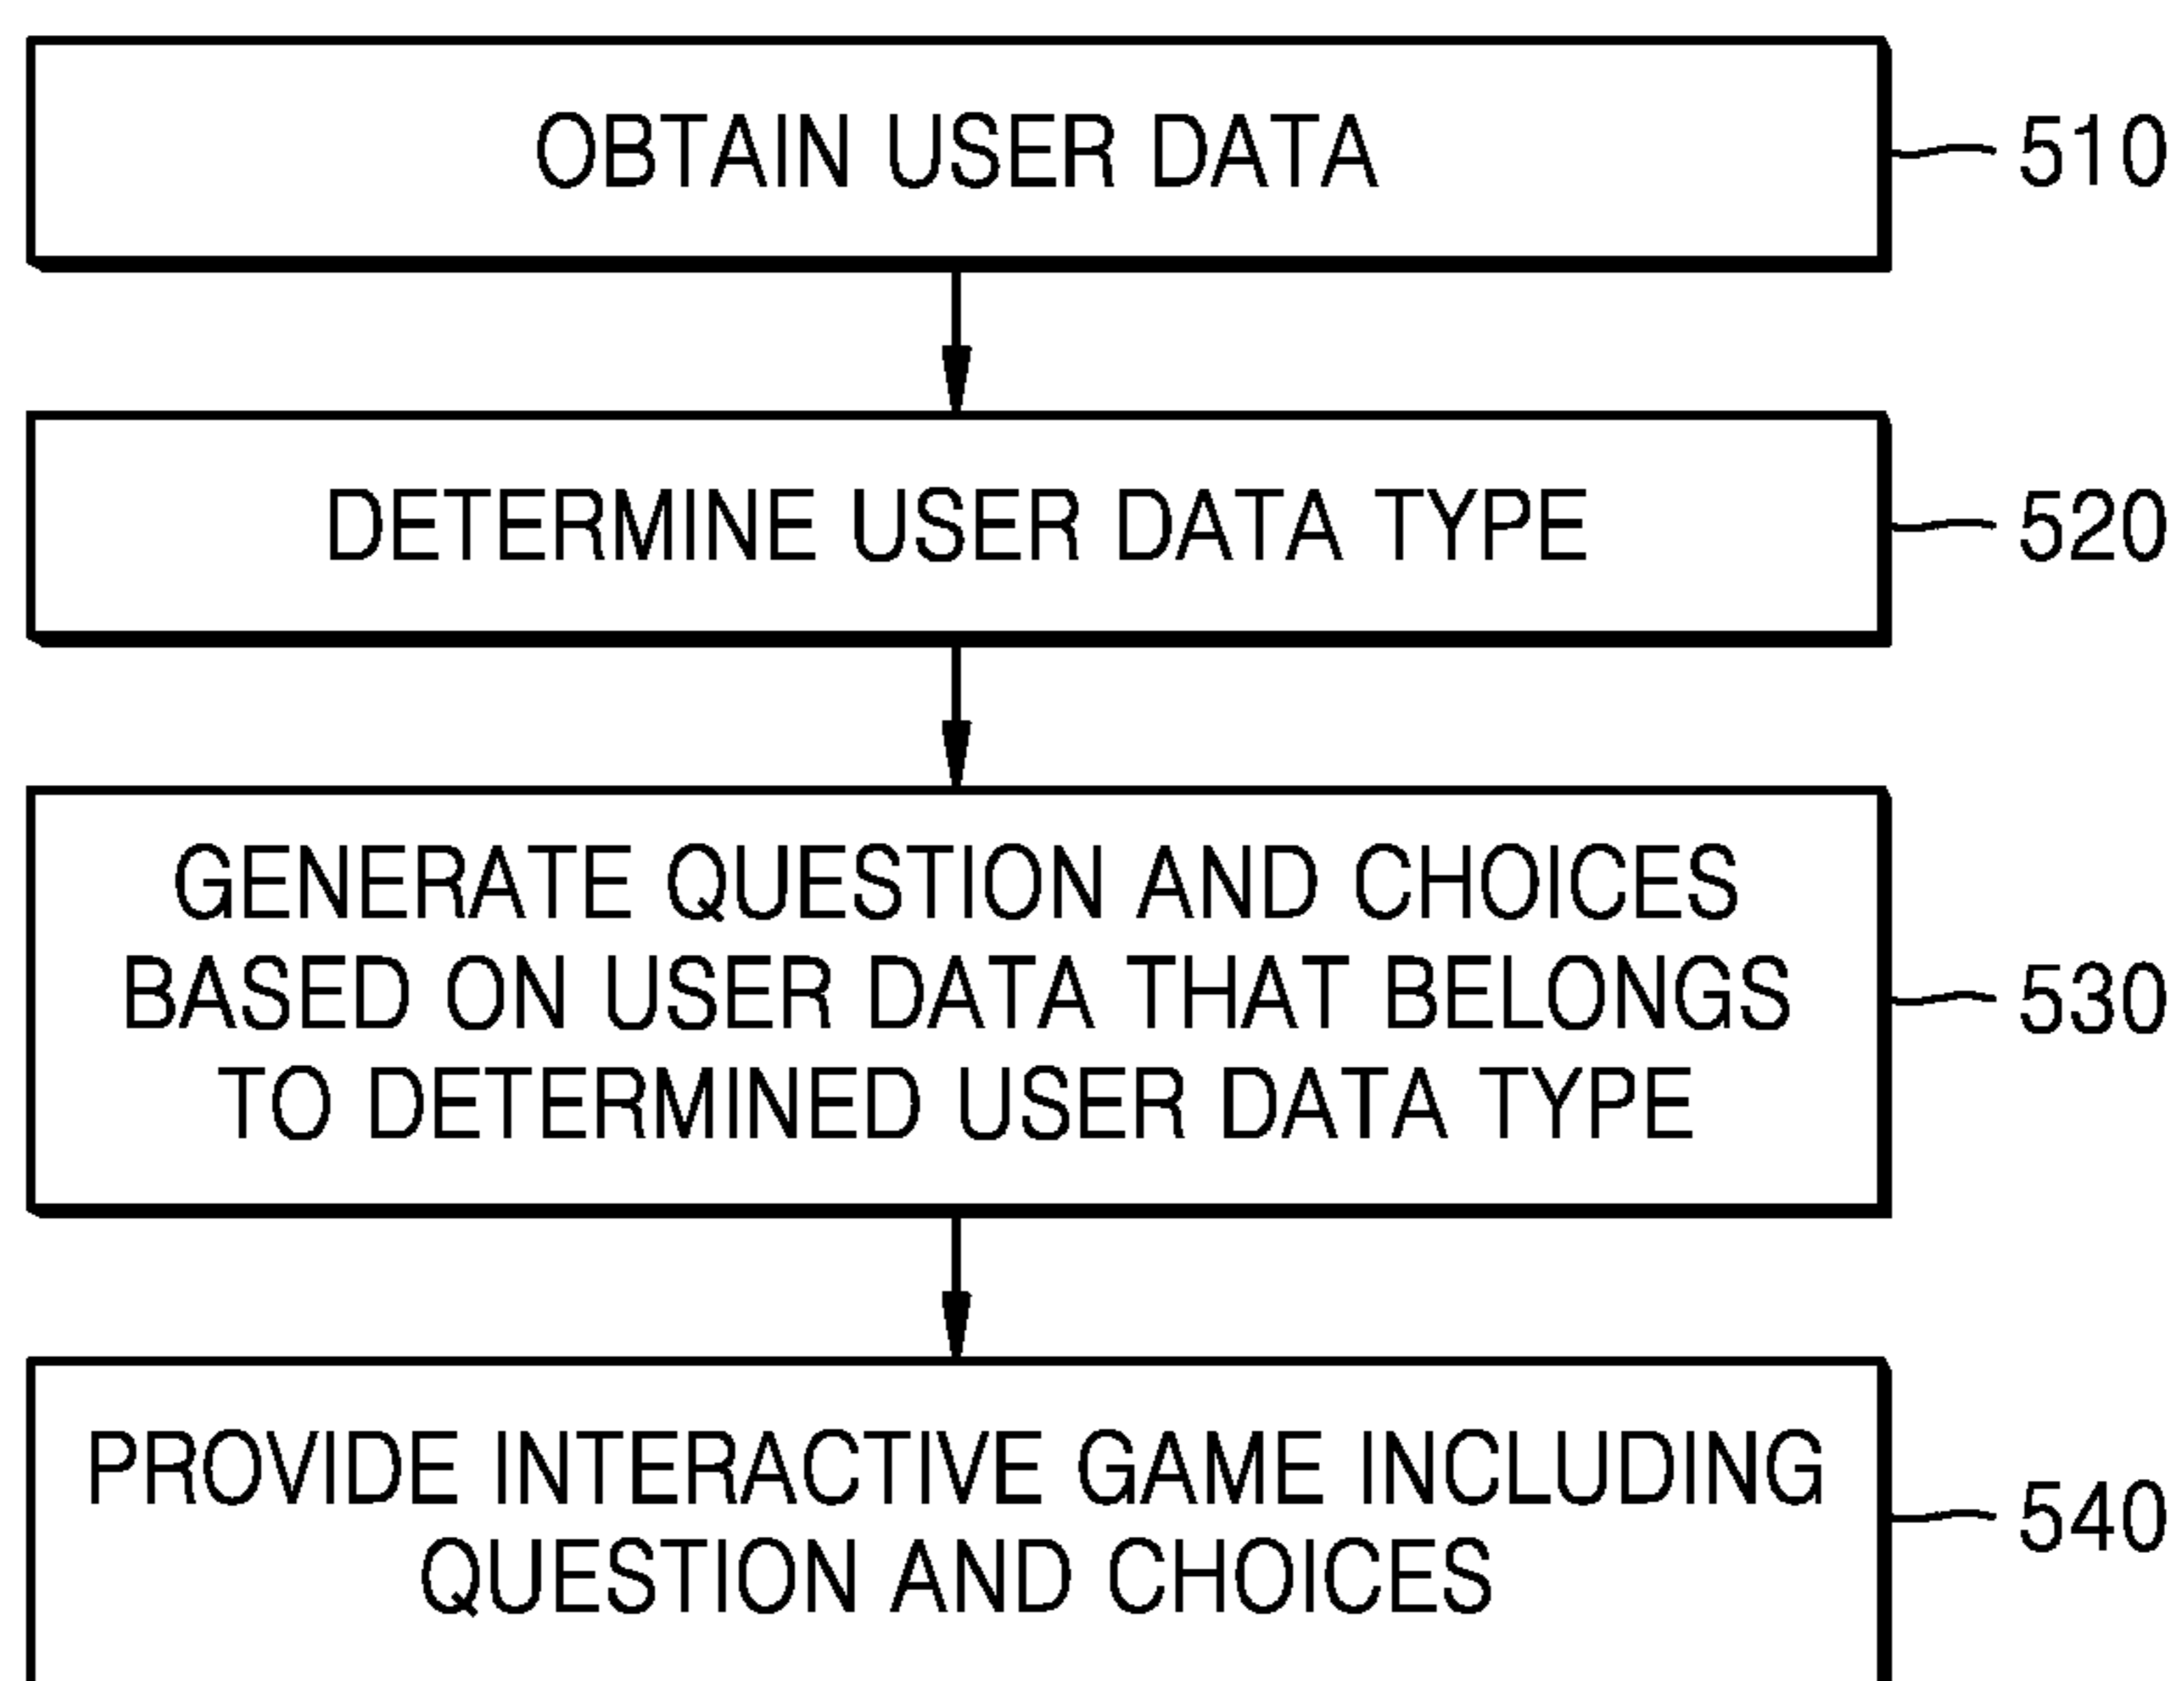 OBTAIN USER DATA
510
DETERMINE USER DATA TYPE
520
GENERATE QUESTION AND CHOICES
BASED ON USER DATA THAT BELONGS
530
TO DETERMINED USER DATA TYPE
PROVIDE INTERACTIVE GAME INCLUDING
540
QUESTION AND CHOICES